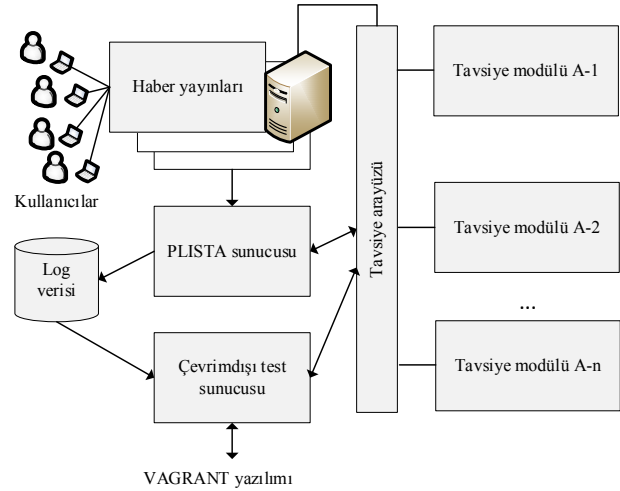 Haber yayınları
Tavsiye modülü A-1
Kullanıcılar
Tavsiye arayüzü
PLISTA sunucusu
Tavsiye modülü A-2
Log
verisi
...
Çevrimdışı test
sunucusu
Tavsiye modülü A-n
VAGRANT yazılımı